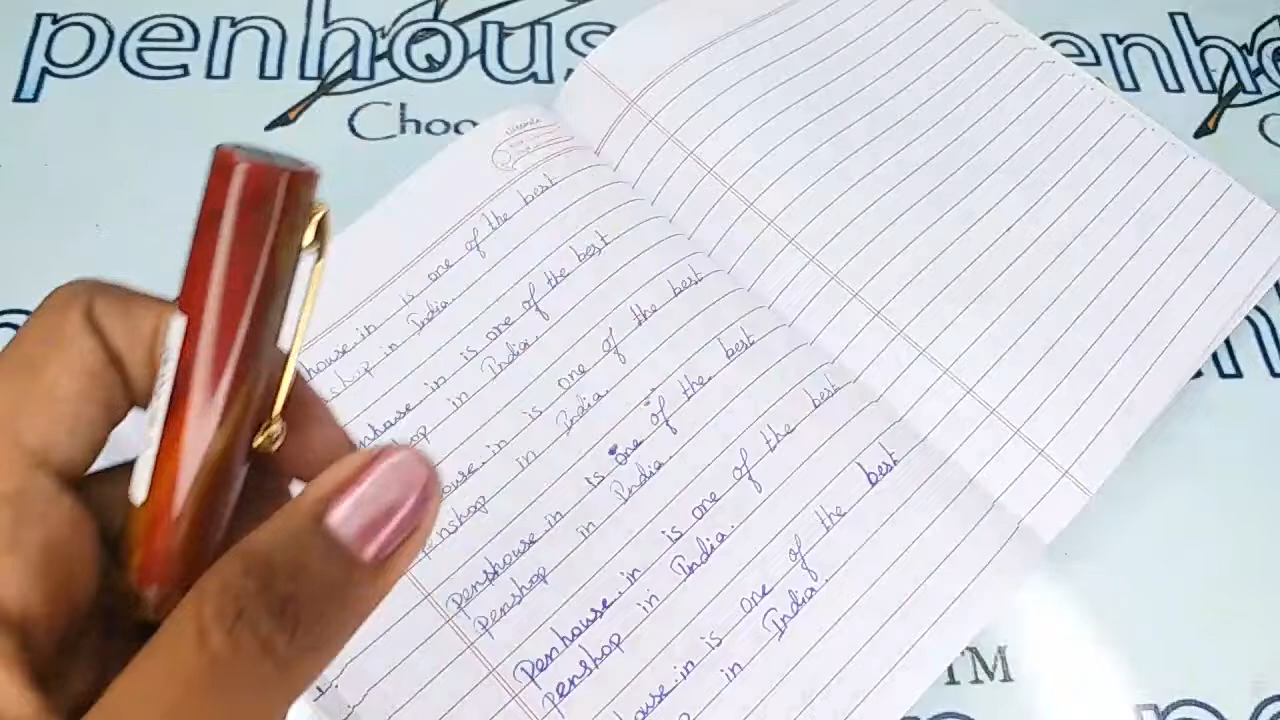 penhous
Choo
enho
house.in is one of the best
shop in India.
nhouse.in is one of the best
hop in India.
ouse.in is one of the best
penshop in India.
penshouse.in is one of the best
penshop in India.
Penhouse.in is one of the best
penshop in India.
ouse.in is one of the best
p in India.
TM
penhous